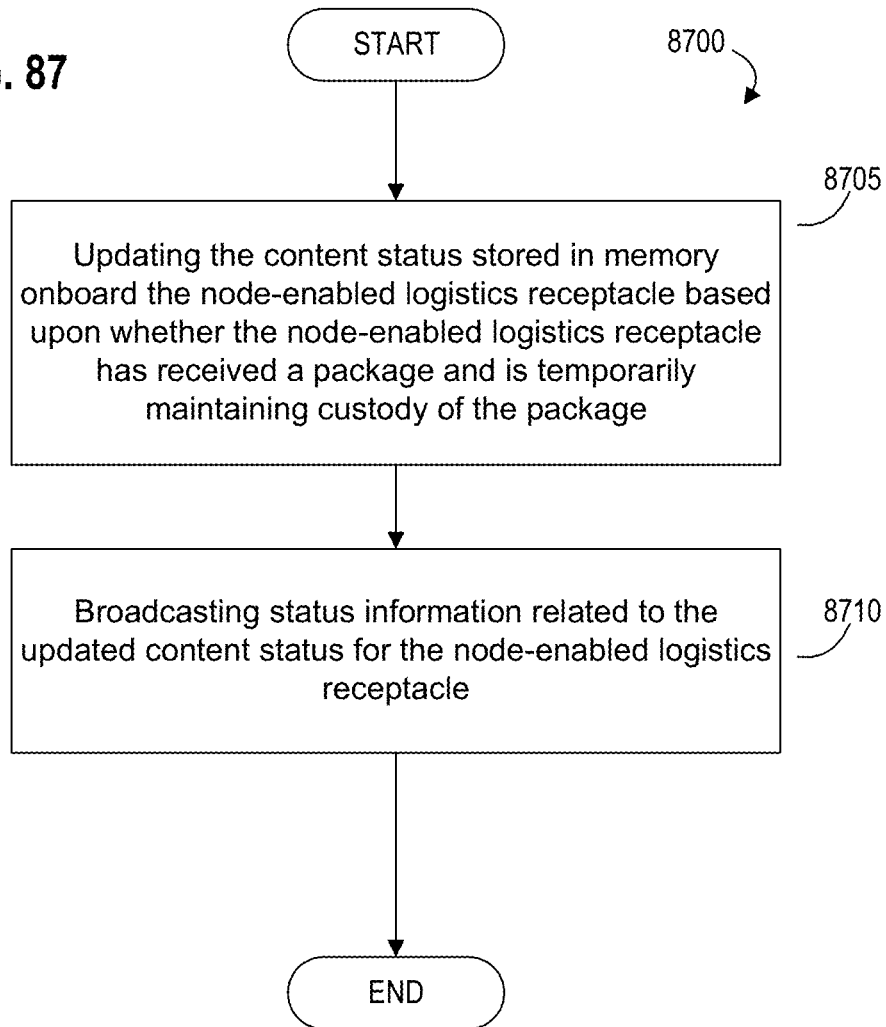 START
8700
. 87
8705
Updating the content status stored in memory
onboard the node-enabled logistics receptacle based
upon whether the node-enabled logistics receptacle
has received a package and is temporarily
maintaining custody of the package
Broadcasting status information related to the
updated content status for the node-enabled logistics
receptacle
8710
END